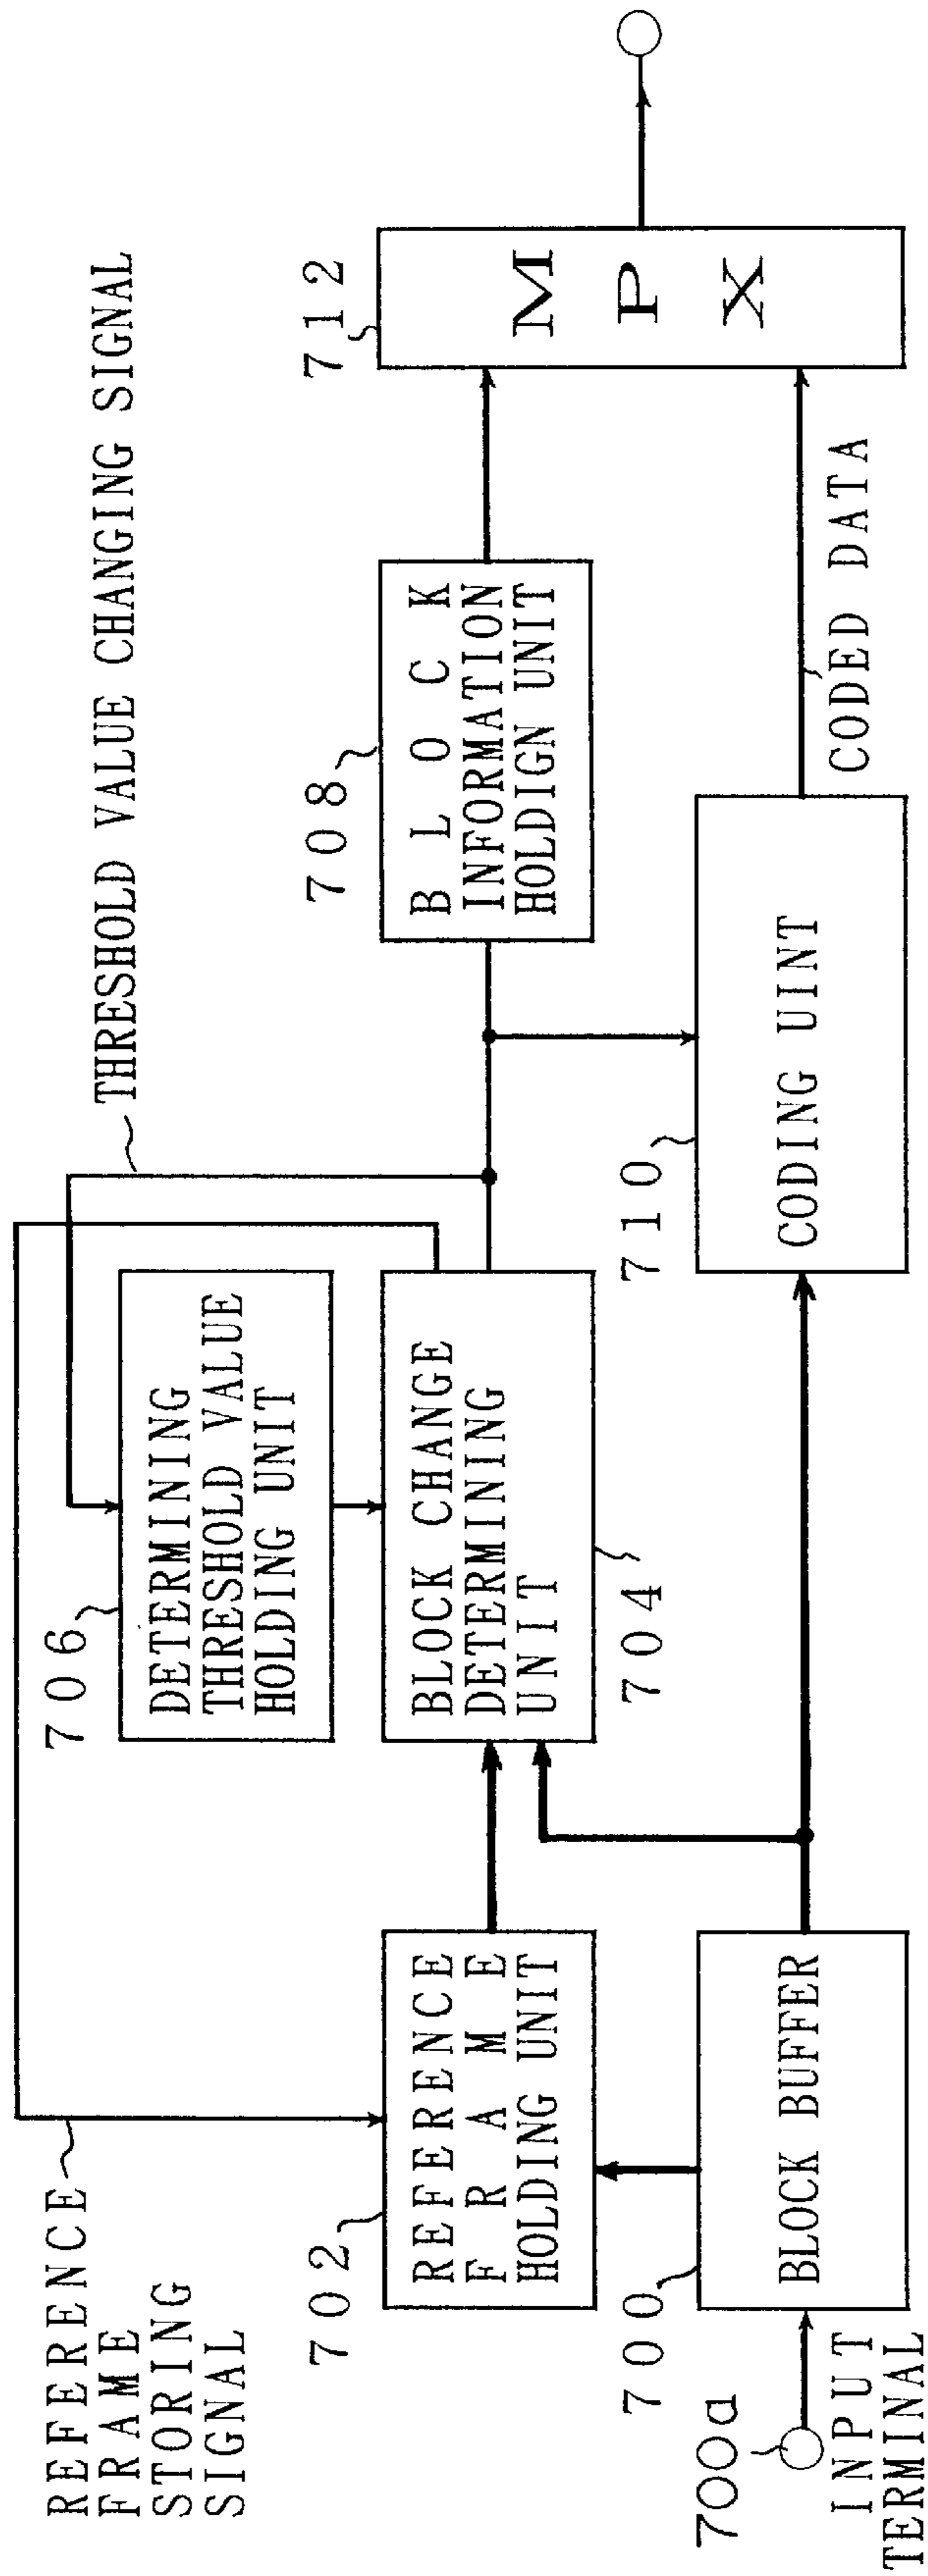 REFERENCE
FRAME
STORING
SIGNAL
THRESHOLD VALUE CHANGING SIGNAL
706
DETERMINING
THRESHOLD VALUE
HOLDING UNIT
702
REFERENCE
FRAME
HOLDING UNIT
BLOCK CHANGE
DETERMINING
UNIT
704
708
BLOCK
INFORMATION
HOLDIGN UNIT
712
MPX
700a
INPUT
TERMINAL
700
BLOCK BUFFER
710
CODING UINT
CODED DATA